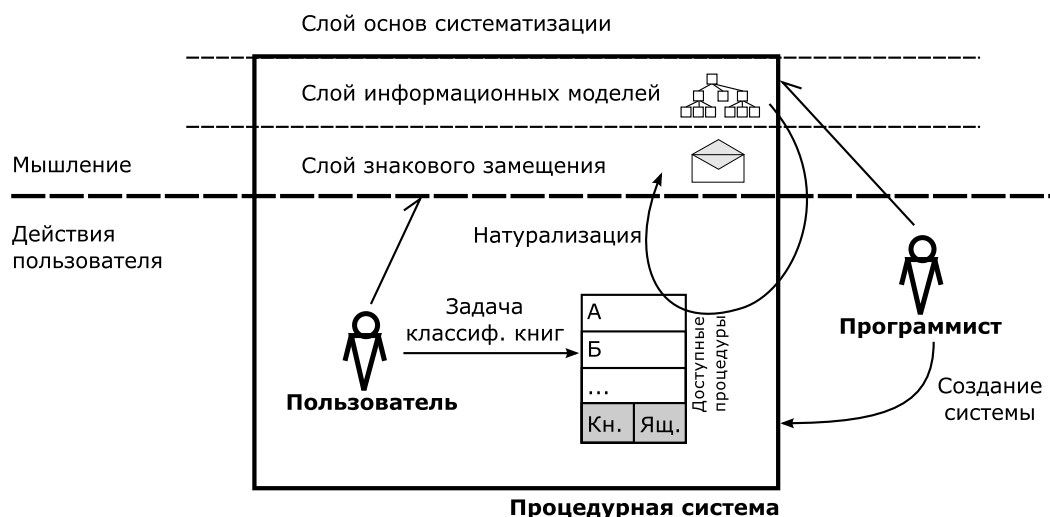 Слой основ систематизации
Слой информационных моделей
Слой знакового замещения
Мышление
Действия
пользователя
Натурализация
Задача
классиф. книг
А
Б
...
Кн.
Ящ.
Доступные
процедуры
Пользователь
Программист
Создание
системы
Процедурная система